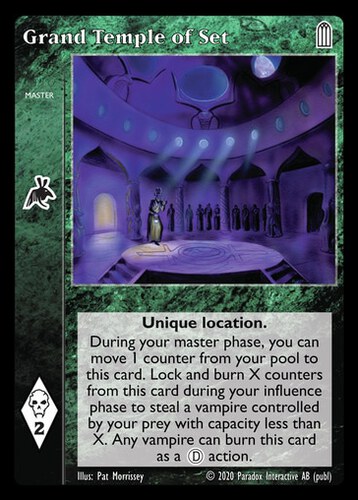 Grand Temple of Set
MASTER
Unique location.
During your master phase, you can
move 1 counter from your pool to
this card. Lock and burn X counters
from this card during your influence
phase to steal a vampire controlled
by your prey with capacity less than
X. Any vampire can burn this card
as a D action.
2
Illus: Pat Morrissey
© 2020 Paradox Interactive AB (publ)